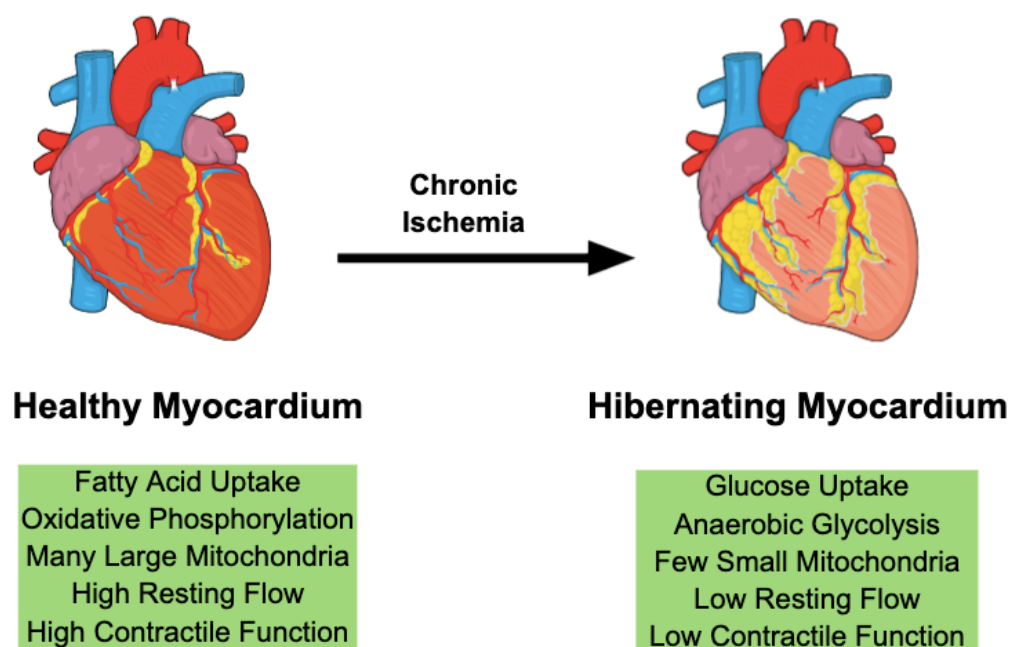 Chronic
Ischemia
Healthy Myocardium
Hibernating Myocardium
Fatty Acid Uptake
Oxidative Phosphorylation
Many Large Mitochondria
High Resting Flow
High Contractile Function
Glucose Uptake
Anaerobic Glycolysis
Few Small Mitochondria
Low Resting Flow
Low Contractile Function